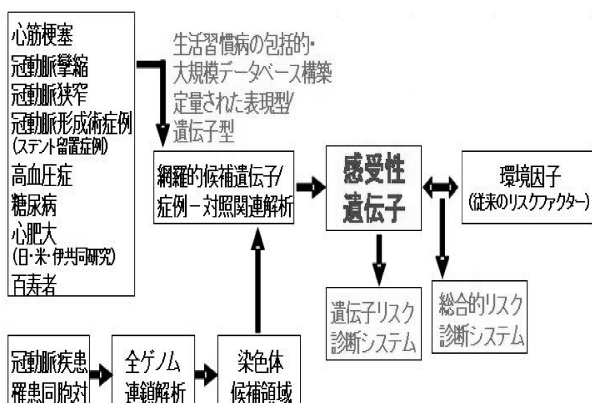 心筋梗塞
冠動脈攣縮
冠動脈狭窄
冠動脈形成術症例
(ステント留置症例)
高血圧症
糖尿病
心肥大
(日・米・伊共同研究)
百寿者
生活習慣病の包括的・
大規模データベース構築
定量された表現型/
遺伝子型
網羅的候補遺伝子/
症例－対照関連解析
感受性
遺伝子
環境因子
(従来のリスクファクター)
遺伝子リスク
診断システム
総合的リスク
診断システム
冠動脈疾患
罹患同胞対
全ゲノム
連鎖解析
染色体
候補領域